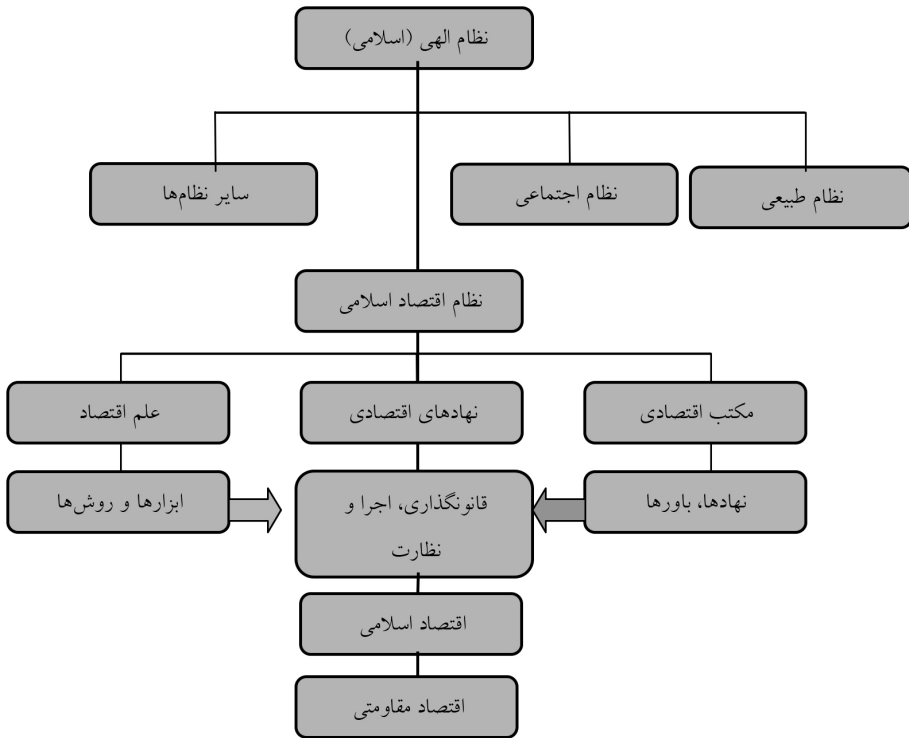 نظام الهی (اسلامی)
نظام طبیعی
نظام اجتماعی
سایر نظام‌ها
نظام اقتصاد اسلامی
مکتب اقتصادی
نهادهای اقتصادی
علم اقتصاد
نهادها، باورها
قانونگذاری، اجرا و
نظارت
ابزارها و روش‌ها
اقتصاد اسلامی
اقتصاد مقاومتی